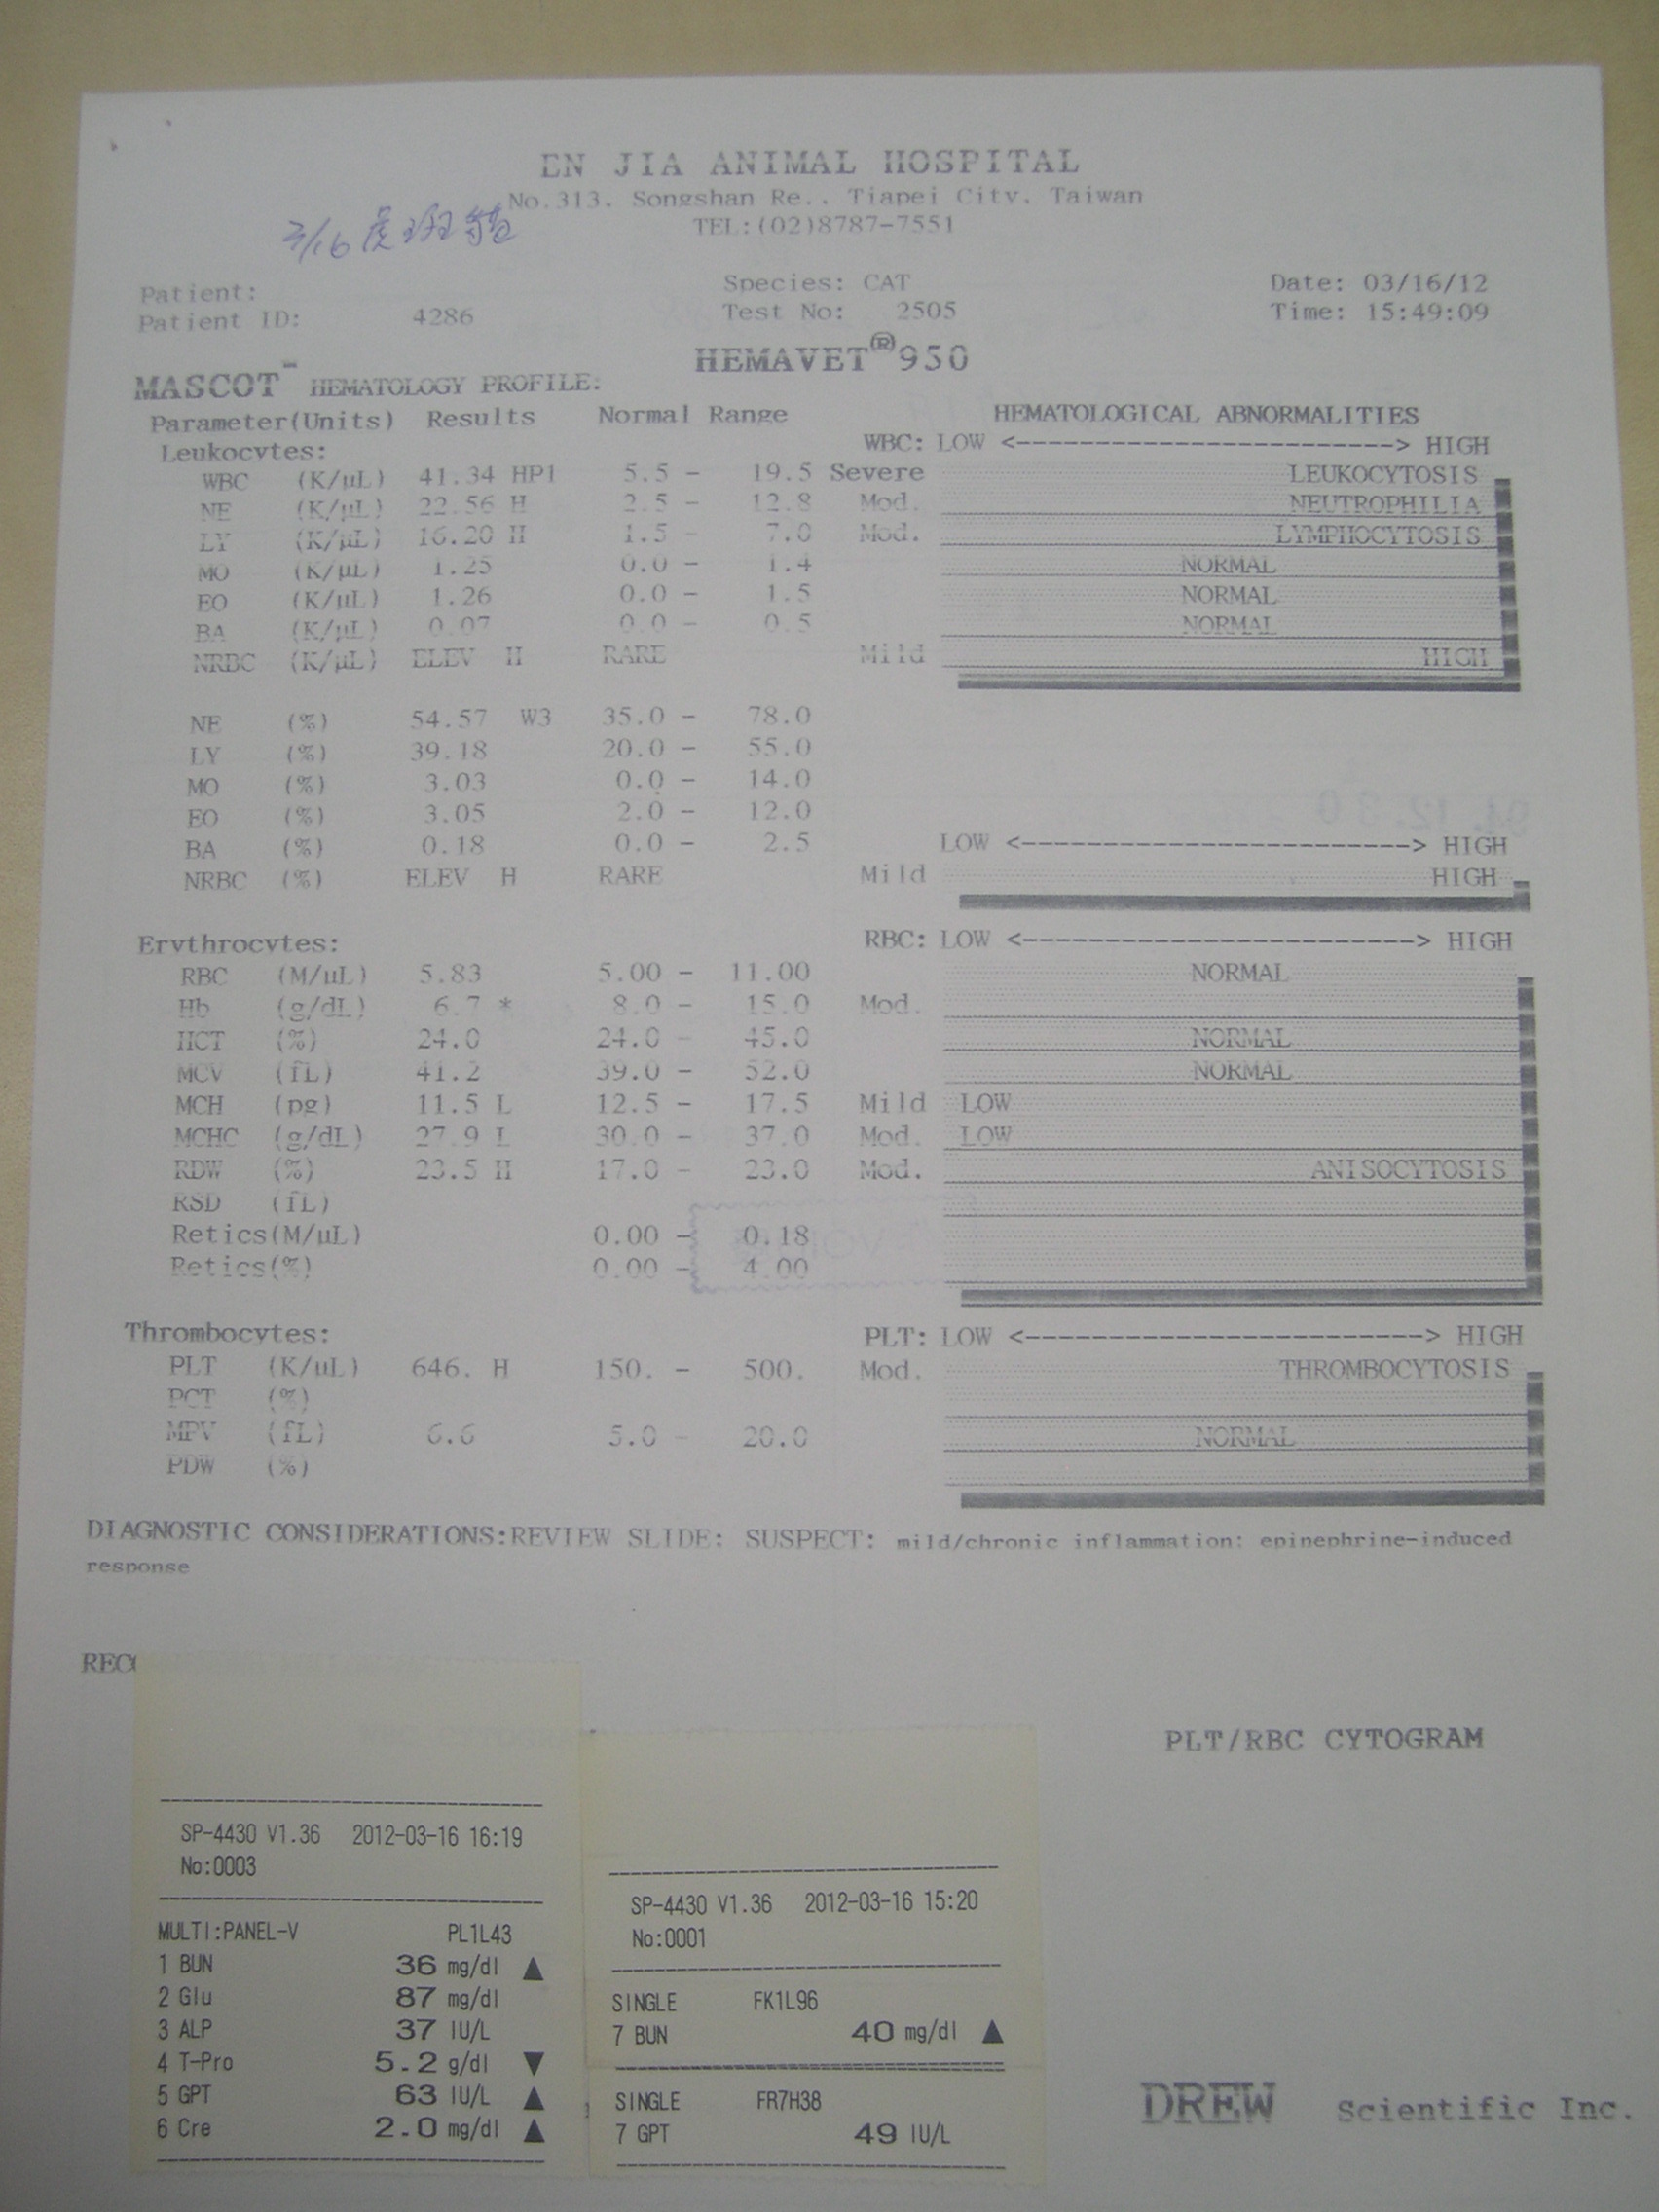 EN JIA ANIMAL HOSPITAL
No.313. Songshan Re.. Tiapei City. Taiwan
TEL:(02)8787-7551
3/16
Patient: Species: CAT Date: 03/16/12
Patient ID: 4286 Test No: 2505 Time: 15:49:09
HEMAVET®950
MASCOT™ HEMATOLOGY PROFILE:
Parameter(Units) Results Normal Range HEMATOLOGICAL ABNORMALITIES
Leukocytes: WBC: LOW <-------------------------> HIGH
WBC (K/µL) 41.34 HP1 5.5 - 19.5 Severe LEUKOCYTOSIS
NE (K/µL) 22.56 H 2.5 - 12.8 Mod. NEUTROPHILIA
LY (K/µL) 16.20 H 1.5 - 7.0 Mod. LYMPHOCYTOSIS
MO (K/µL) 1.25 0.0 - 1.4 NORMAL
EO (K/µL) 1.26 0.0 - 1.5 NORMAL
BA (K/µL) 0.07 0.0 - 0.5 NORMAL
NRBC (K/µL) ELEV H RARE Mild HIGH
NE (%) 54.57 W3 35.0 - 78.0
LY (%) 39.18 20.0 - 55.0
MO (%) 3.03 0.0 - 14.0
EO (%) 3.05 2.0 - 12.0
BA (%) 0.18 0.0 - 2.5 LOW <-------------------------> HIGH
NRBC (%) ELEV H RARE Mild HIGH
Erythrocytes: RBC: LOW <-------------------------> HIGH
RBC (M/µL) 5.83 5.00 - 11.00 NORMAL
Hb (g/dL) 6.7 * 8.0 - 15.0 Mod.
HCT (%) 24.0 24.0 - 45.0 NORMAL
MCV (fL) 41.2 39.0 - 52.0 NORMAL
MCH (pg) 11.5 L 12.5 - 17.5 Mild LOW
MCHC (g/dL) 27.9 L 30.0 - 37.0 Mod. LOW
RDW (%) 23.5 H 17.0 - 23.0 Mod. ANISOCYTOSIS
RSD (fL)
Retics(M/µL) 0.00 - 0.18
Retics(%) 0.00 - 4.00
Thrombocytes: PLT: LOW <-------------------------> HIGH
PLT (K/µL) 646. H 150. - 500. Mod. THROMBOCYTOSIS
PCT (%)
MPV (fL) 6.6 5.0 - 20.0 NORMAL
PDW (%)
DIAGNOSTIC CONSIDERATIONS:REVIEW SLIDE: SUSPECT: mild/chronic inflammation: epinephrine-induced
response
PLT/RBC CYTOGRAM
SP-4430 V1.36 2012-03-16 16:19
No:0003
MULTI:PANEL-V PL1L43
1 BUN 36 mg/dl ▲
2 Glu 87 mg/dl
3 ALP 37 IU/L
4 T-Pro 5.2 g/dl ▼
5 GPT 63 IU/L ▲
6 Cre 2.0 mg/dl ▲
SP-4430 V1.36 2012-03-16 15:20
No:0001
SINGLE FK1L96
7 BUN 40 mg/dl ▲
SINGLE FR7H38
7 GPT 49 IU/L
DREW Scientific Inc.